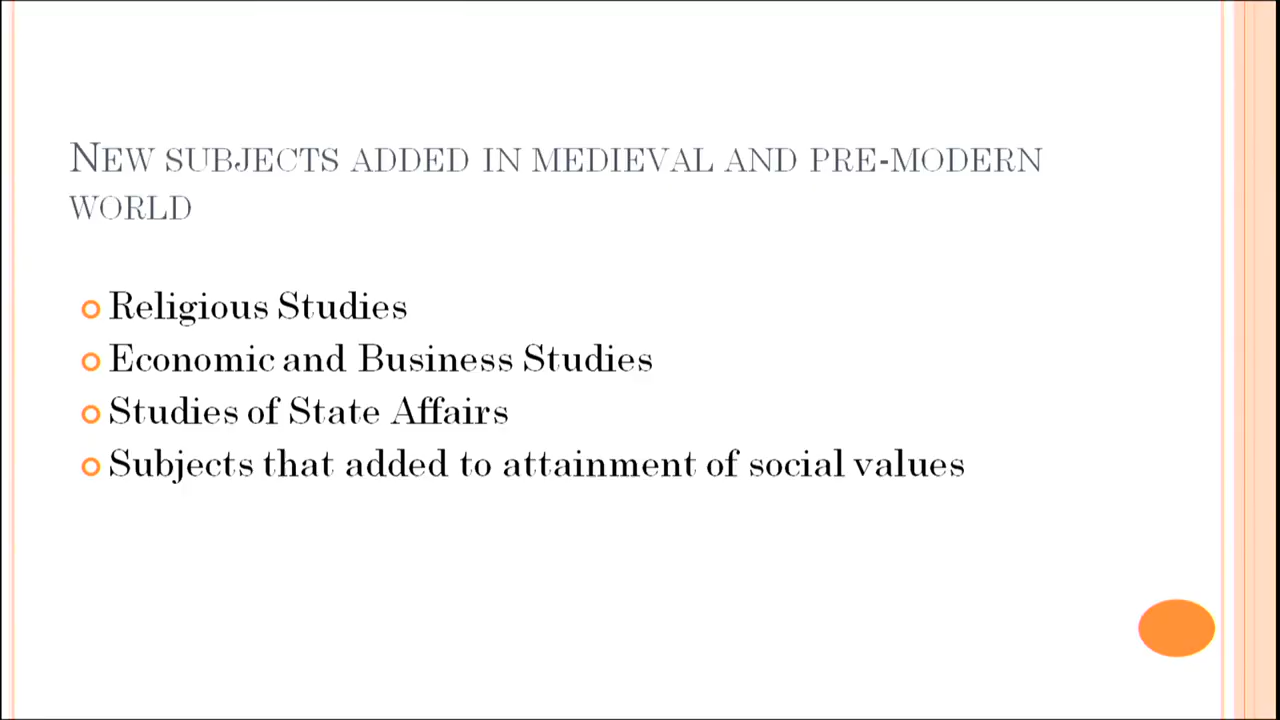 New subjects added in medieval and pre-modern
world
Religious Studies
Economic and Business Studies
Studies of State Affairs
Subjects that added to attainment of social values